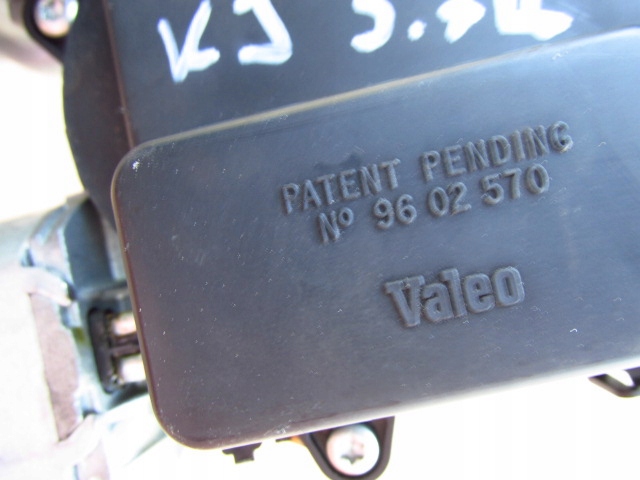 KJ
PATENT PENDING
Nº 96 02 570
Valeo